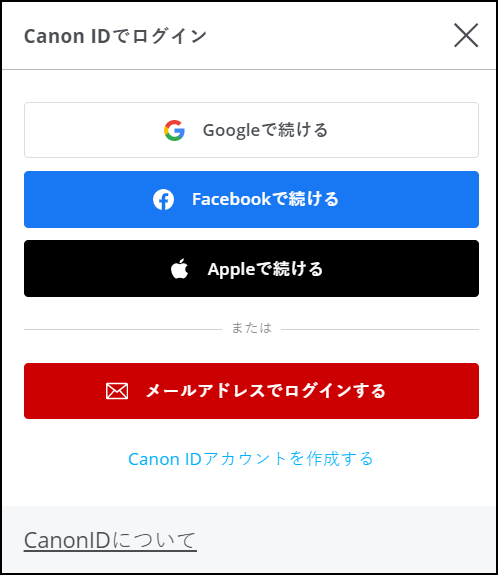 Canon IDでログイン
Googleで続ける
Facebookで続ける
Appleで続ける
または
メールアドレスでログインする
Canon IDアカウントを作成する
CanonIDについて